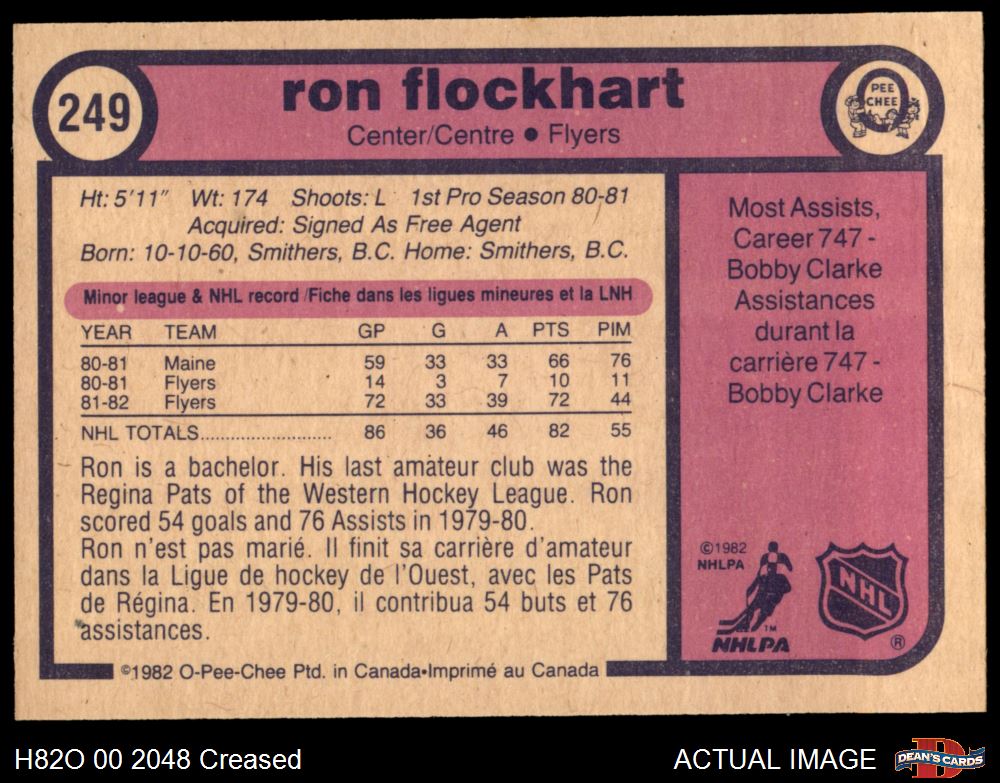 249
ron flockhart
Center/Centre • Flyers
O
PEE
CHEE
Ht: 5'11" Wt: 174 Shoots: L 1st Pro Season 80-81
Acquired: Signed As Free Agent
Born: 10-10-60, Smithers, B.C. Home: Smithers, B.C.
Minor league & NHL record /Fiche dans les ligues mineures et la LNH
YEAR TEAM GP G A PTS PIM
80-81 Maine 59 33 33 66 76
80-81 Flyers 14 3 7 10 11
81-82 Flyers 72 33 39 72 44
NHL TOTALS............................ 86 36 46 82 55
Ron is a bachelor. His last amateur club was the
Regina Pats of the Western Hockey League. Ron
scored 54 goals and 76 Assists in 1979-80.
Ron n'est pas marié. Il finit sa carrière d'amateur
dans la Ligue de hockey de l'Ouest, avec les Pats
de Régina. En 1979-80, il contribua 54 buts et 76
assistances.
©1982 O-Pee-Chee Ptd. in Canada•Imprimé au Canada
Most Assists,
Career 747 -
Bobby Clarke
Assistances
durant la
carrière 747 -
Bobby Clarke
©1982
NHLPA
TM
NHLPA
NHL
®
H82O 00 2048 Creased
ACTUAL IMAGE
D
DEAN'S CARDS